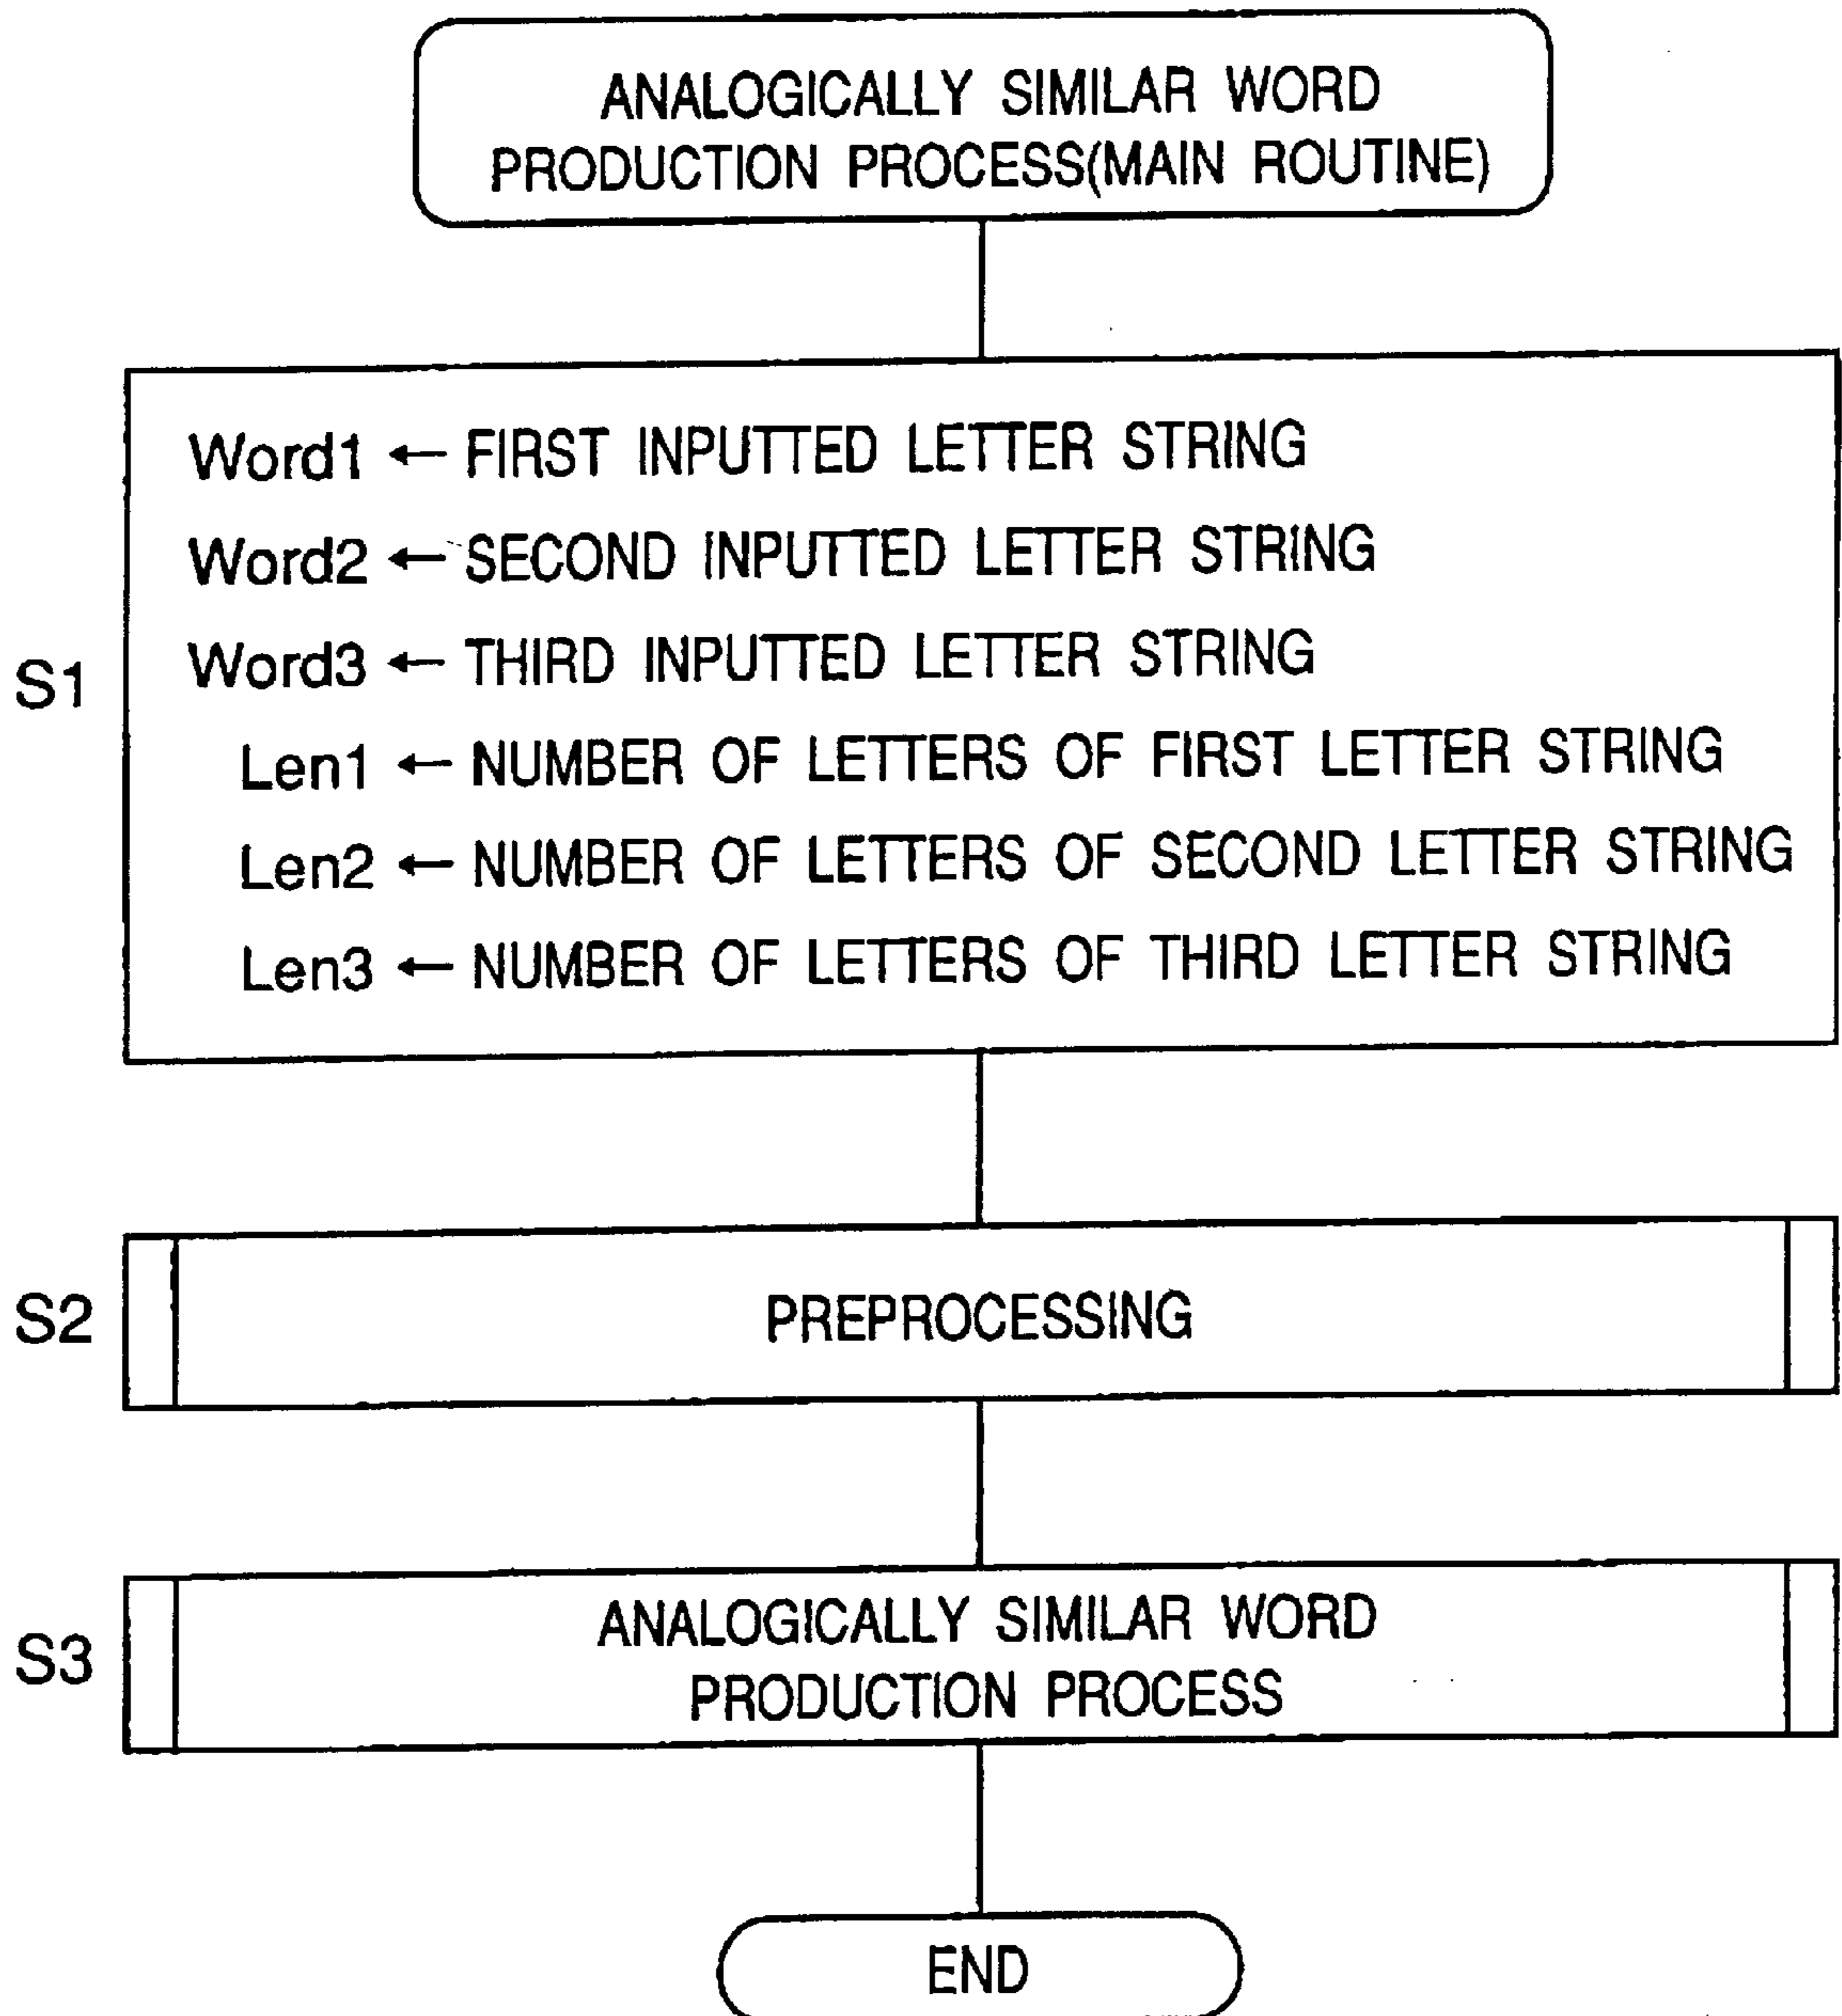 ANALOGICALLY SIMILAR WORD
PRODUCTION PROCESS(MAIN ROUTINE)
S1
Word1 ← FIRST INPUTTED LETTER STRING
Word2 ← SECOND INPUTTED LETTER STRING
Word3 ← THIRD INPUTTED LETTER STRING
Len1 ← NUMBER OF LETTERS OF FIRST LETTER STRING
Len2 ← NUMBER OF LETTERS OF SECOND LETTER STRING
Len3 ← NUMBER OF LETTERS OF THIRD LETTER STRING
S2
PREPROCESSING
S3
ANALOGICALLY SIMILAR WORD
PRODUCTION PROCESS
END